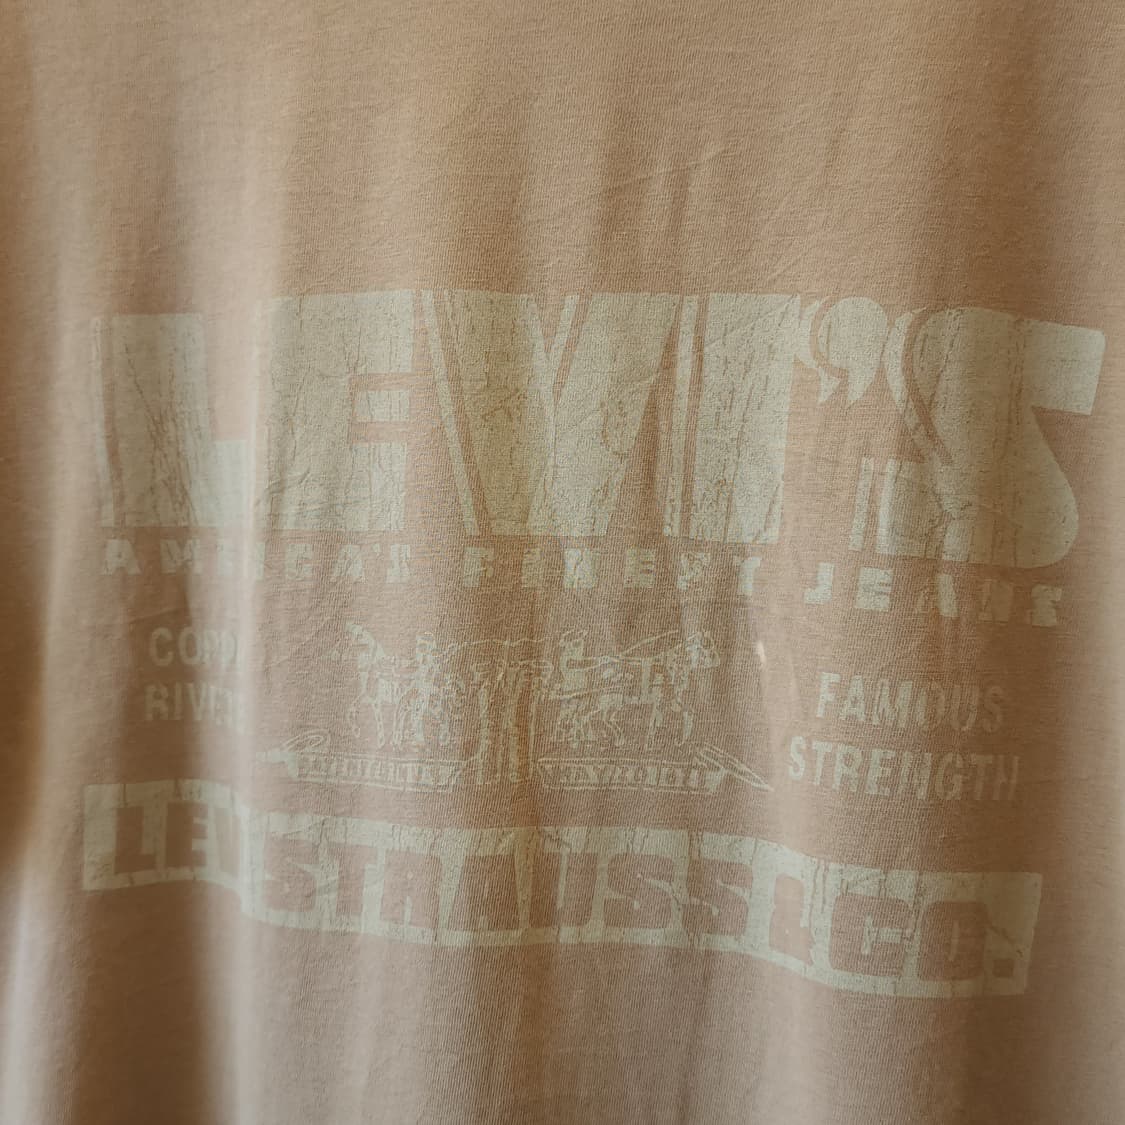 LEVI'S
AMERICA'S FINEST JEANS
FAMOUS
STRENGTH
LEVI STRAUSS & CO.